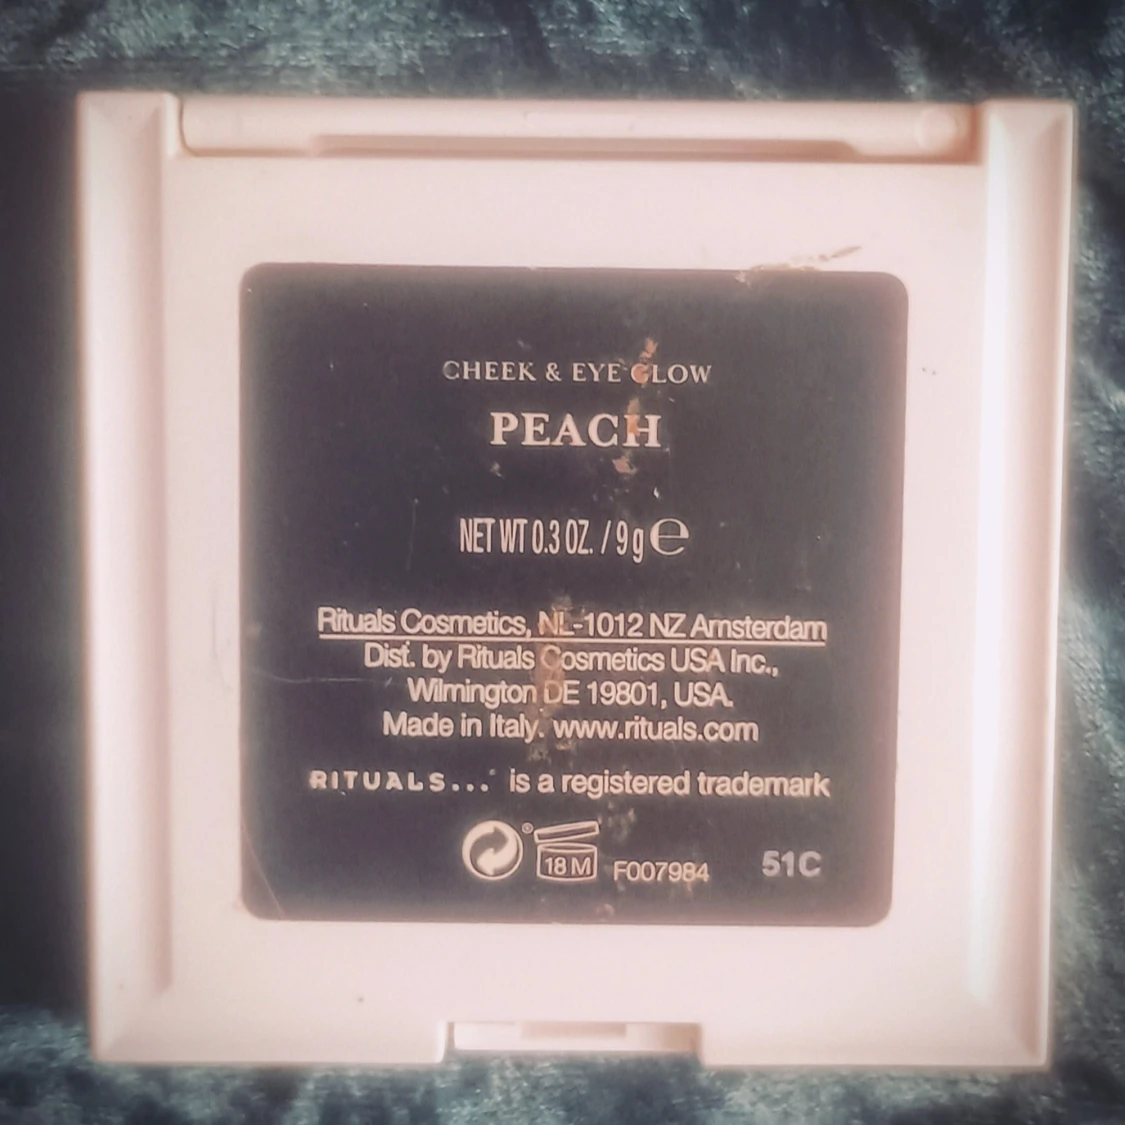 CHEEK & EYE GLOW
PEACH
NET WT 0.3 OZ. / 9 g ℮
Rituals Cosmetics, NL-1012 NZ Amsterdam
Dist. by Rituals Cosmetics USA Inc.,
Wilmington DE 19801, USA.
Made in Italy. www.rituals.com
RITUALS... is a registered trademark
® 18 M F007984 51C